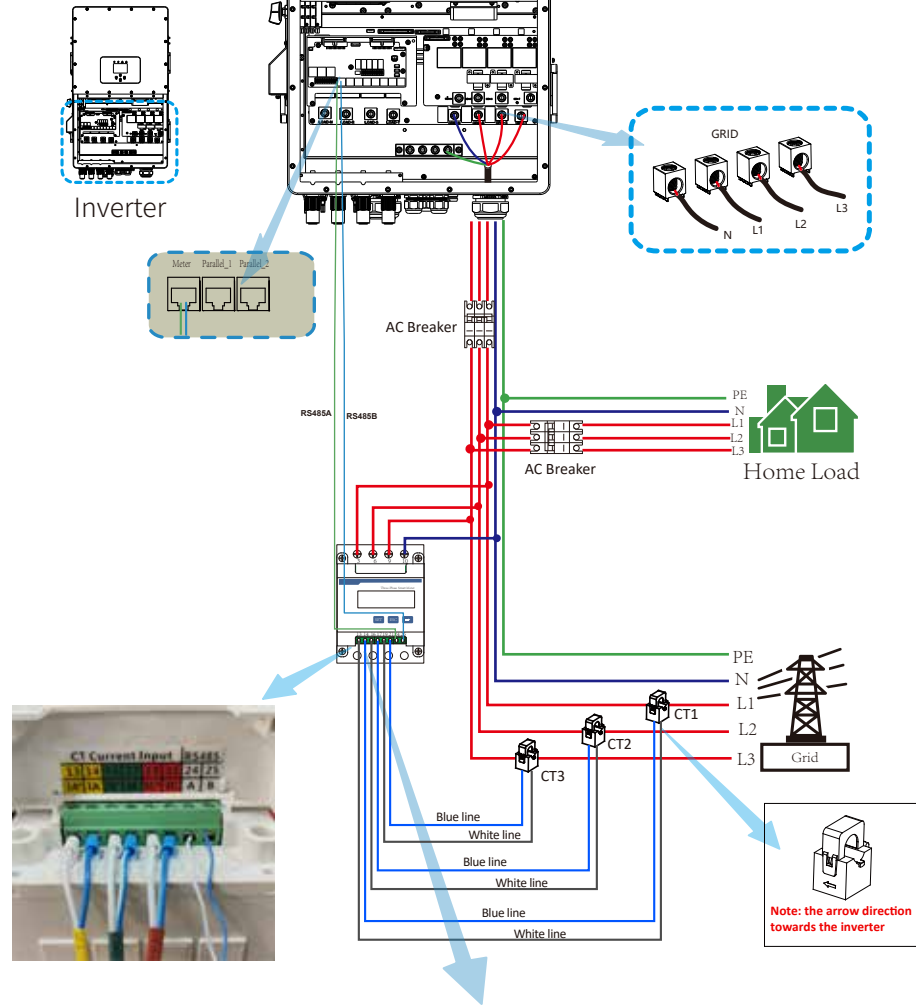 GRID
N
L1
L2
L3
Inverter
Meter Parallel_1 Parallel_2
AC Breaker
RS485A
RS485B
PE
N
L1
L2
L3
AC Breaker
Home Load
PE
N
L1
L2
L3
Grid
CT1
CT2
CT3
CT Current Input RS485
13 14 24 25
A B
Blue line
White line
Blue line
White line
Blue line
White line
Note: the arrow direction
towards the inverter